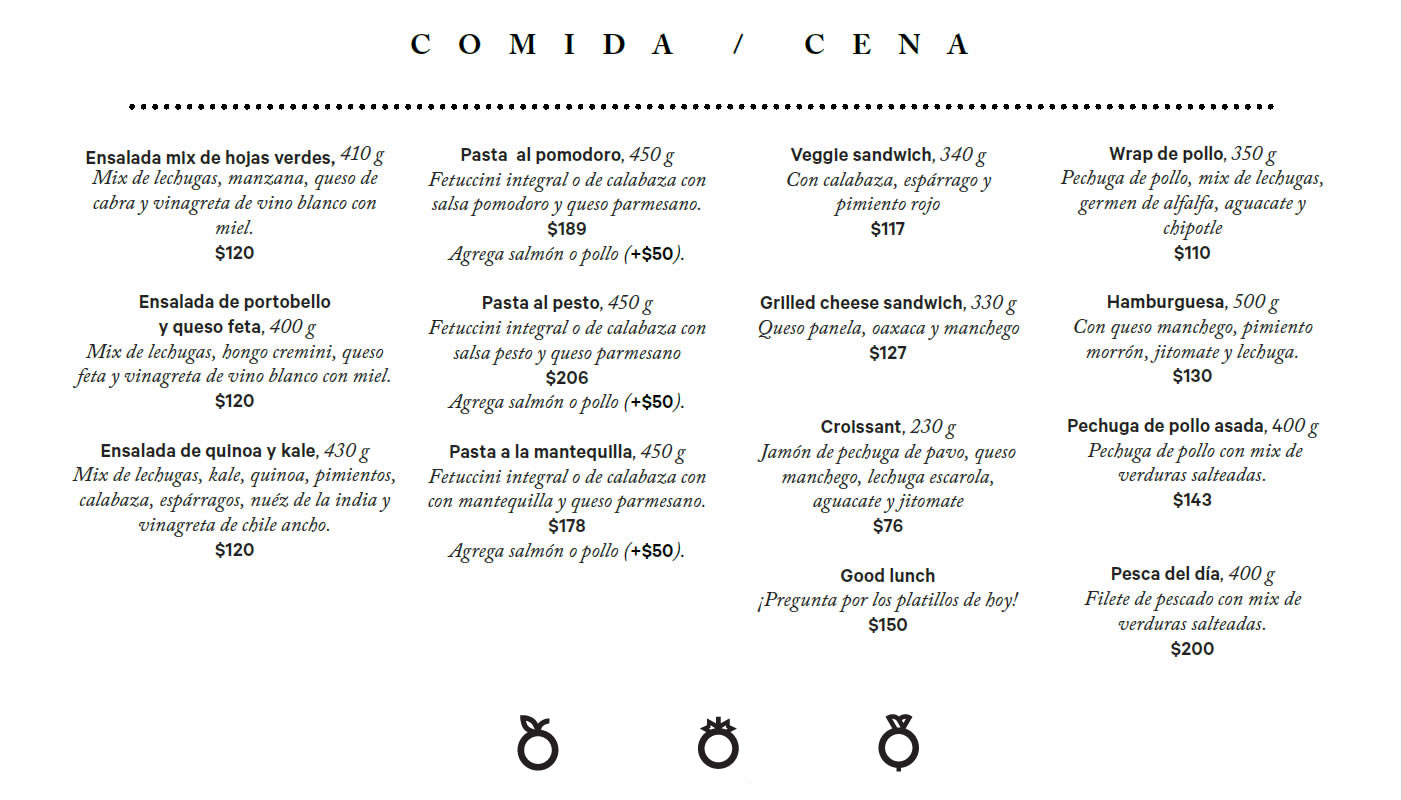 COMIDA / CENA
Ensalada mix de hojas verdes, 410 g
Mix de lechugas, manzana, queso de
cabra y vinagreta de vino blanco con
miel.
$120
Ensalada de portobello
y queso feta, 400 g
Mix de lechugas, hongo cremini, queso
feta y vinagreta de vino blanco con miel.
$120
Ensalada de quinoa y kale, 430 g
Mix de lechugas, kale, quinoa, pimientos,
calabaza, espárragos, nuéz de la india y
vinagreta de chile ancho.
$120
Pasta al pomodoro, 450 g
Fetuccini integral o de calabaza con
salsa pomodoro y queso parmesano.
$189
Agrega salmón o pollo (+$50).
Pasta al pesto, 450 g
Fetuccini integral o de calabaza con
salsa pesto y queso parmesano
$206
Agrega salmón o pollo (+$50).
Pasta a la mantequilla, 450 g
Fetuccini integral o de calabaza con
con mantequilla y queso parmesano.
$178
Agrega salmón o pollo (+$50).
Veggie sandwich, 340 g
Con calabaza, espárrago y
pimiento rojo
$117
Grilled cheese sandwich, 330 g
Queso panela, oaxaca y manchego
$127
Croissant, 230 g
Jamón de pechuga de pavo, queso
manchego, lechuga escarola,
aguacate y jitomate
$76
Good lunch
¡Pregunta por los platillos de hoy!
$150
Wrap de pollo, 350 g
Pechuga de pollo, mix de lechugas,
germen de alfalfa, aguacate y
chipotle
$110
Hamburguesa, 500 g
Con queso manchego, pimiento
morrón, jitomate y lechuga.
$130
Pechuga de pollo asada, 400 g
Pechuga de pollo con mix de
verduras salteadas.
$143
Pesca del día, 400 g
Filete de pescado con mix de
verduras salteadas.
$200